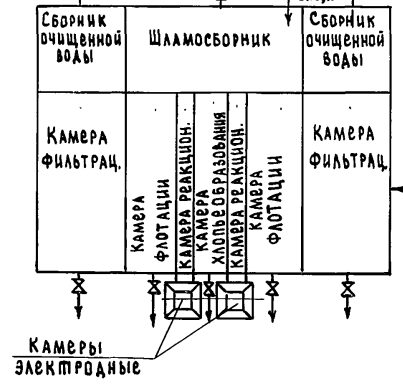 Сборник
очищенной
воды
Шламосборник
Сборник
очищенной
воды
Камера
фильтрац.
Камера
флотации
Камера реакцион.
Камера
хлопьеобразования
Камера реакцион.
Камера
флотации
Камера
фильтрац.
Камеры
электродные